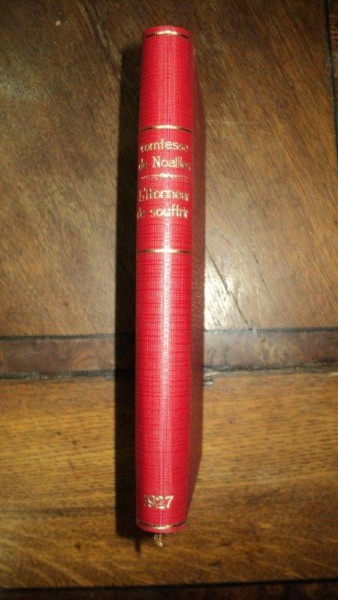 comtesse
de Noailles
L'Honneur
de souffrir
1927